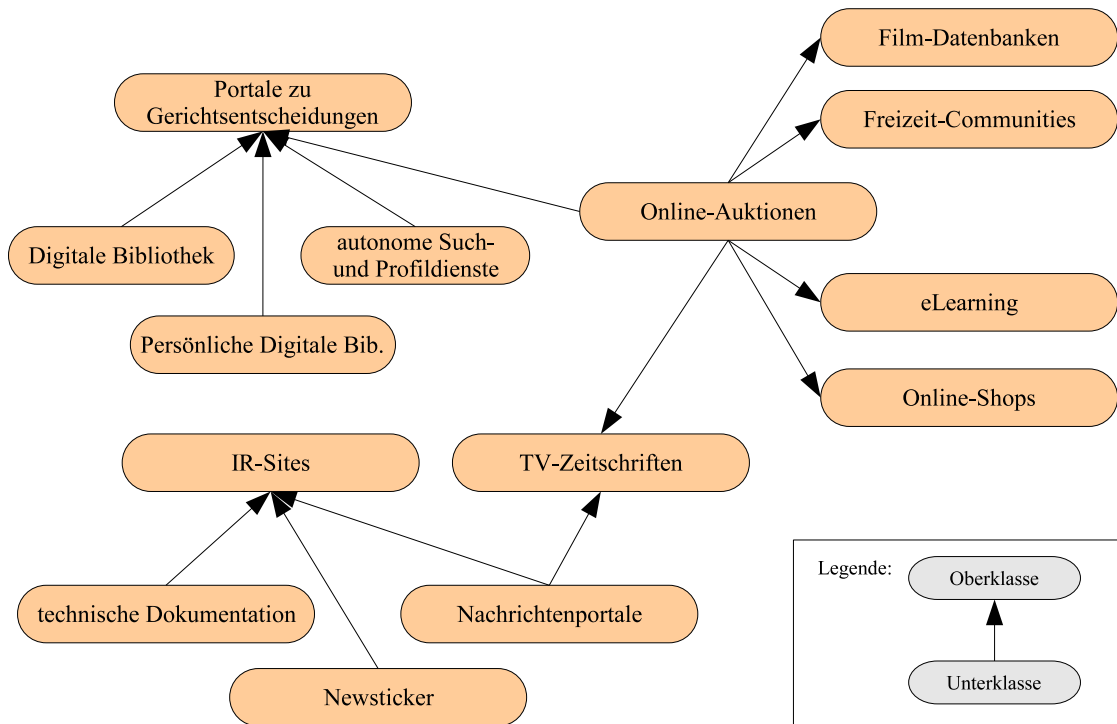 Film-Datenbanken
Portale zu
Gerichtsentscheidungen
Freizeit-Communities
Online-Auktionen
Digitale Bibliothek
autonome Such-
und Profildienste
eLearning
Persönliche Digitale Bib.
Online-Shops
IR-Sites
TV-Zeitschriften
Legende:
Oberklasse
technische Dokumentation
Nachrichtenportale
Unterklasse
Newsticker